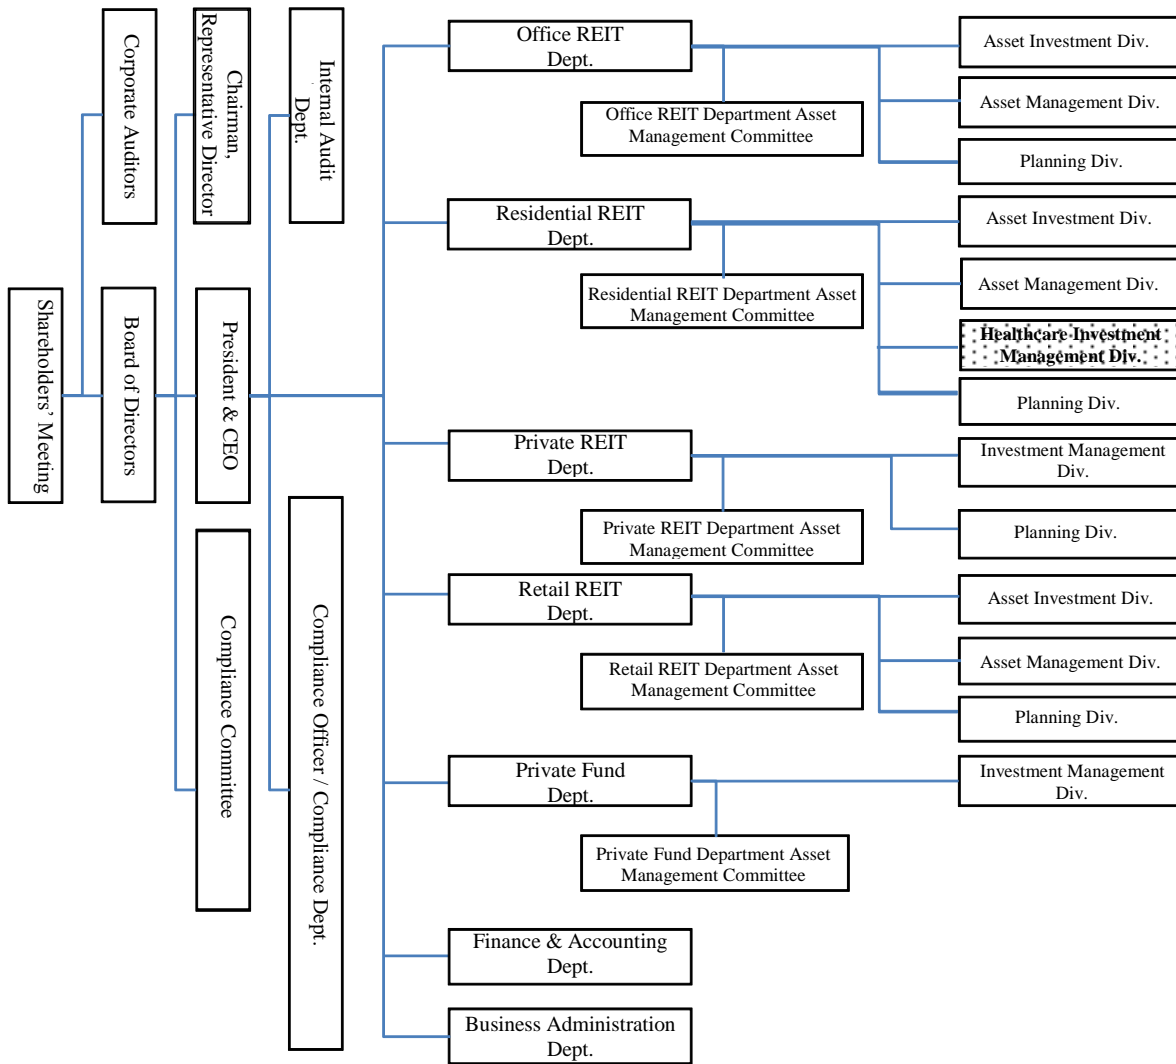 Shareholders' Meeting
Corporate Auditors
Board of Directors
Chairman,
Representative Director
President & CEO
Compliance Committee
Internal Audit
Dept.
Compliance Officer / Compliance Dept.
Office REIT
Dept.
Office REIT Department Asset
Management Committee
Asset Investment Div.
Asset Management Div.
Planning Div.
Residential REIT
Dept.
Residential REIT Department Asset
Management Committee
Asset Investment Div.
Asset Management Div.
Healthcare Investment
Management Div.
Planning Div.
Private REIT
Dept.
Private REIT Department Asset
Management Committee
Investment Management
Div.
Planning Div.
Retail REIT
Dept.
Retail REIT Department Asset
Management Committee
Asset Investment Div.
Asset Management Div.
Planning Div.
Private Fund
Dept.
Private Fund Department Asset
Management Committee
Investment Management
Div.
Finance & Accounting
Dept.
Business Administration
Dept.